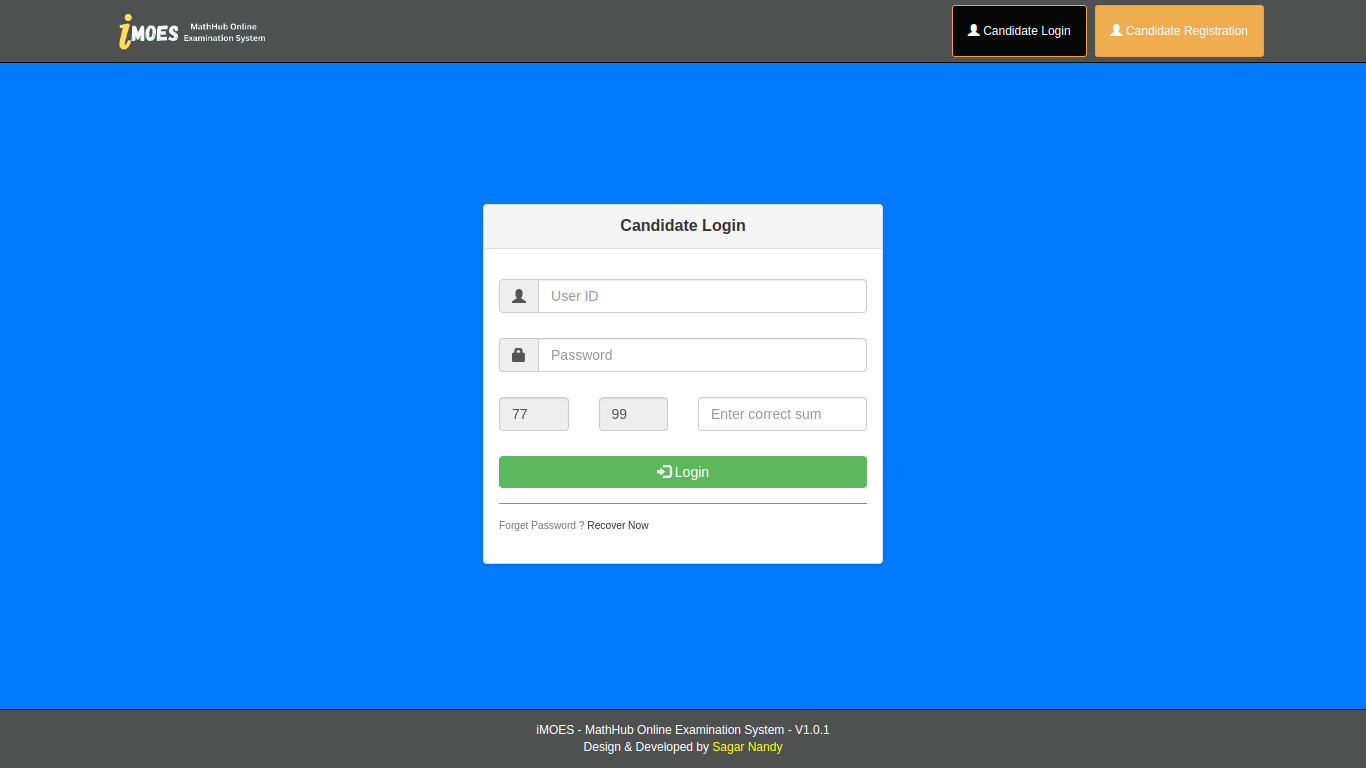 iMOES
MathHub Online
Examination System
Candidate Login
Candidate Registration
Candidate Login
User ID
Password
77
99
Enter correct sum
Login
Forget Password ? Recover Now
iMOES - MathHub Online Examination System - V1.0.1
Design & Developed by Sagar Nandy